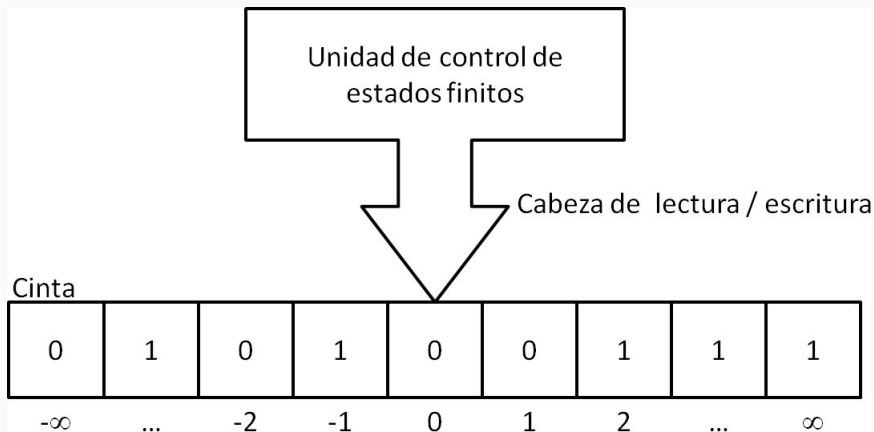 Unidad de control de
estados finitos
Cabeza de lectura / escritura
Cinta
0 1 0 1 0 0 1 1 1
-∞ ... -2 -1 0 1 2 ... ∞